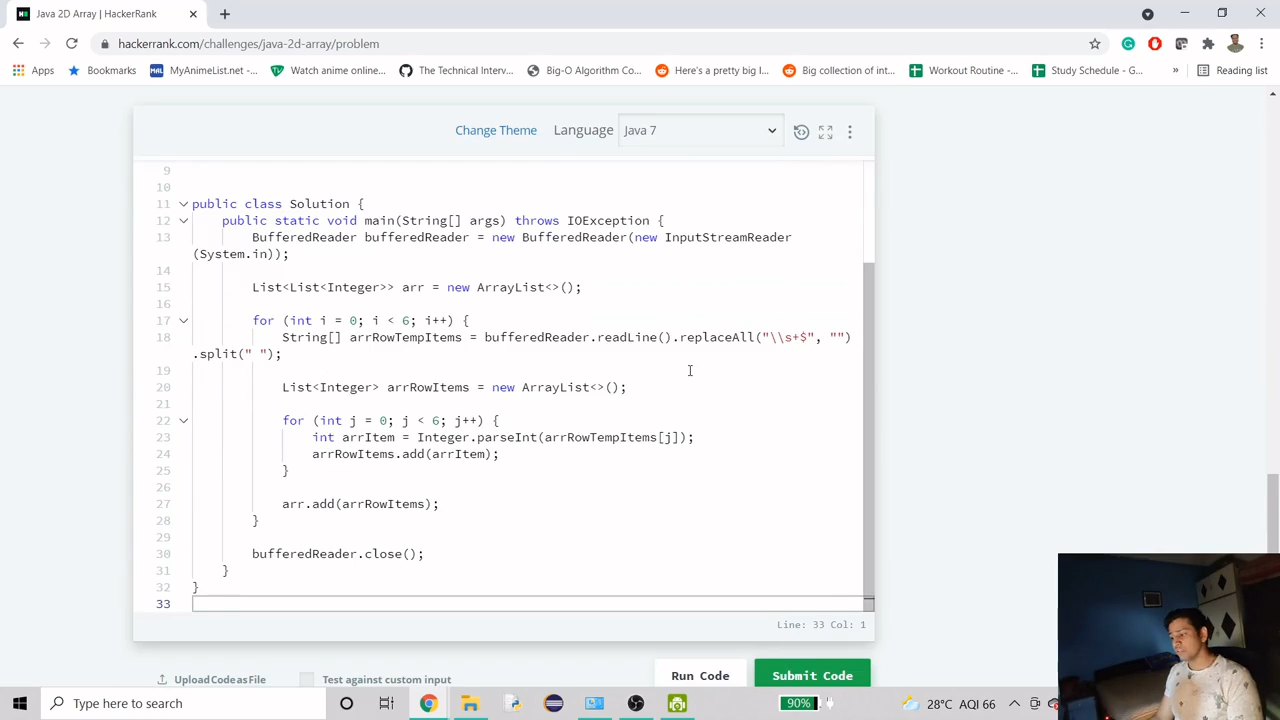 Java 2D Array | HackerRank
hackerrank.com/challenges/java-2d-array/problem
Apps
Bookmarks
MyAnimeList.net -...
Watch anime online...
The Technical Interv...
Big-O Algorithm Co...
Here's a pretty big l...
Big collection of int...
Workout Routine -...
Study Schedule - G...
»
Reading list
Change Theme
Language
Java 7
9
10
11 public class Solution {
12 public static void main(String[] args) throws IOException {
13 BufferedReader bufferedReader = new BufferedReader(new InputStreamReader
(System.in));
14
15 List<List<Integer>> arr = new ArrayList<>();
16
17 for (int i = 0; i < 6; i++) {
18 String[] arrRowTempItems = bufferedReader.readLine().replaceAll("\\s+$", "")
.split(" ");
19
20 List<Integer> arrRowItems = new ArrayList<>();
21
22 for (int j = 0; j < 6; j++) {
23 int arrItem = Integer.parseInt(arrRowTempItems[j]);
24 arrRowItems.add(arrItem);
25 }
26
27 arr.add(arrRowItems);
28 }
29
30 bufferedReader.close();
31 }
32 }
33
Line: 33 Col: 1
Upload Code as File
Test against custom input
Run Code
Submit Code
Type here to search
90%
28°C AQI 66